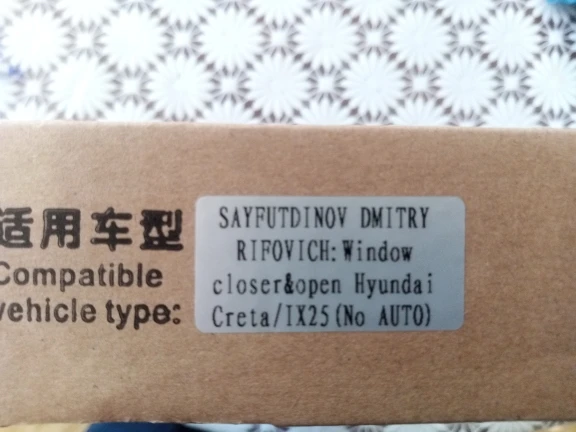 适用车型
Compatible
vehicle type:
SAYFUTDINOV DMITRY
RIFOVICH:Window
closer&open Hyundai
Creta/IX25(No AUTO)